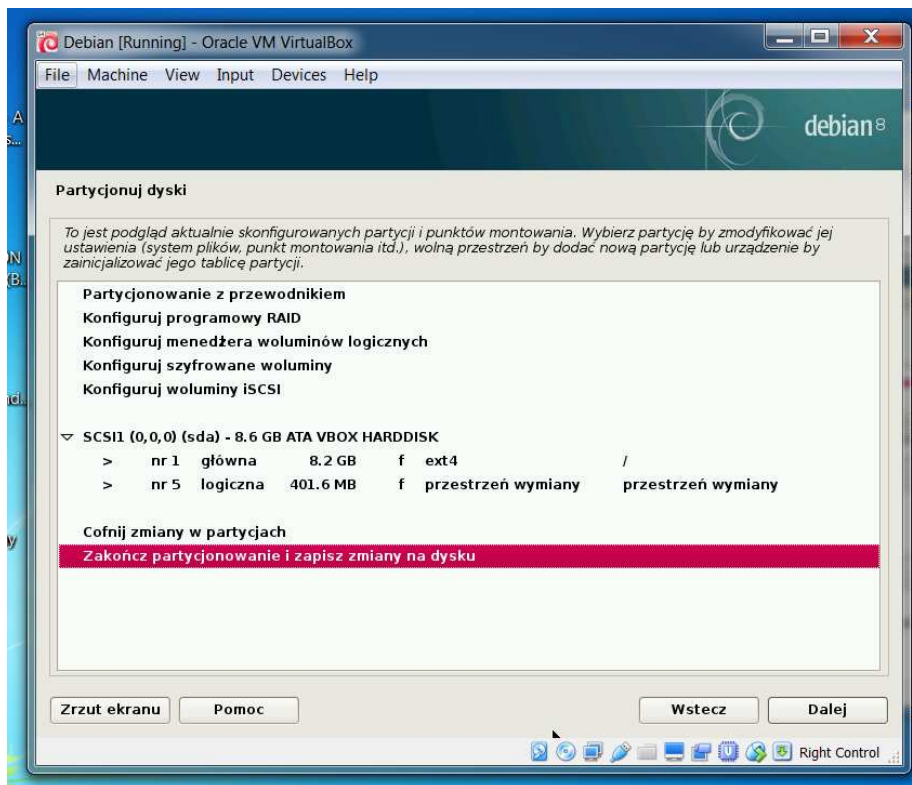 Debian [Running] - Oracle VM VirtualBox
File Machine View Input Devices Help
debian 8
Partycjonuj dyski
To jest podgląd aktualnie skonfigurowanych partycji i punktów montowania. Wybierz partycję by zmodyfikować jej
ustawienia (system plików, punkt montowania itd.), wolną przestrzeń by dodać nową partycję lub urządzenie by
zainicjalizować jego tablicę partycji.
Partycjonowanie z przewodnikiem
Konfiguruj programowy RAID
Konfiguruj menedżera woluminów logicznych
Konfiguruj szyfrowane woluminy
Konfiguruj woluminy iSCSI
SCSI1 (0,0,0) (sda) - 8.6 GB ATA VBOX HARDDISK
> nr 1 główna 8.2 GB f ext4 /
> nr 5 logiczna 401.6 MB f przestrzeń wymiany przestrzeń wymiany
Cofnij zmiany w partycjach
Zakończ partycjonowanie i zapisz zmiany na dysku
Zrzut ekranu Pomoc Wstecz Dalej
Right Control